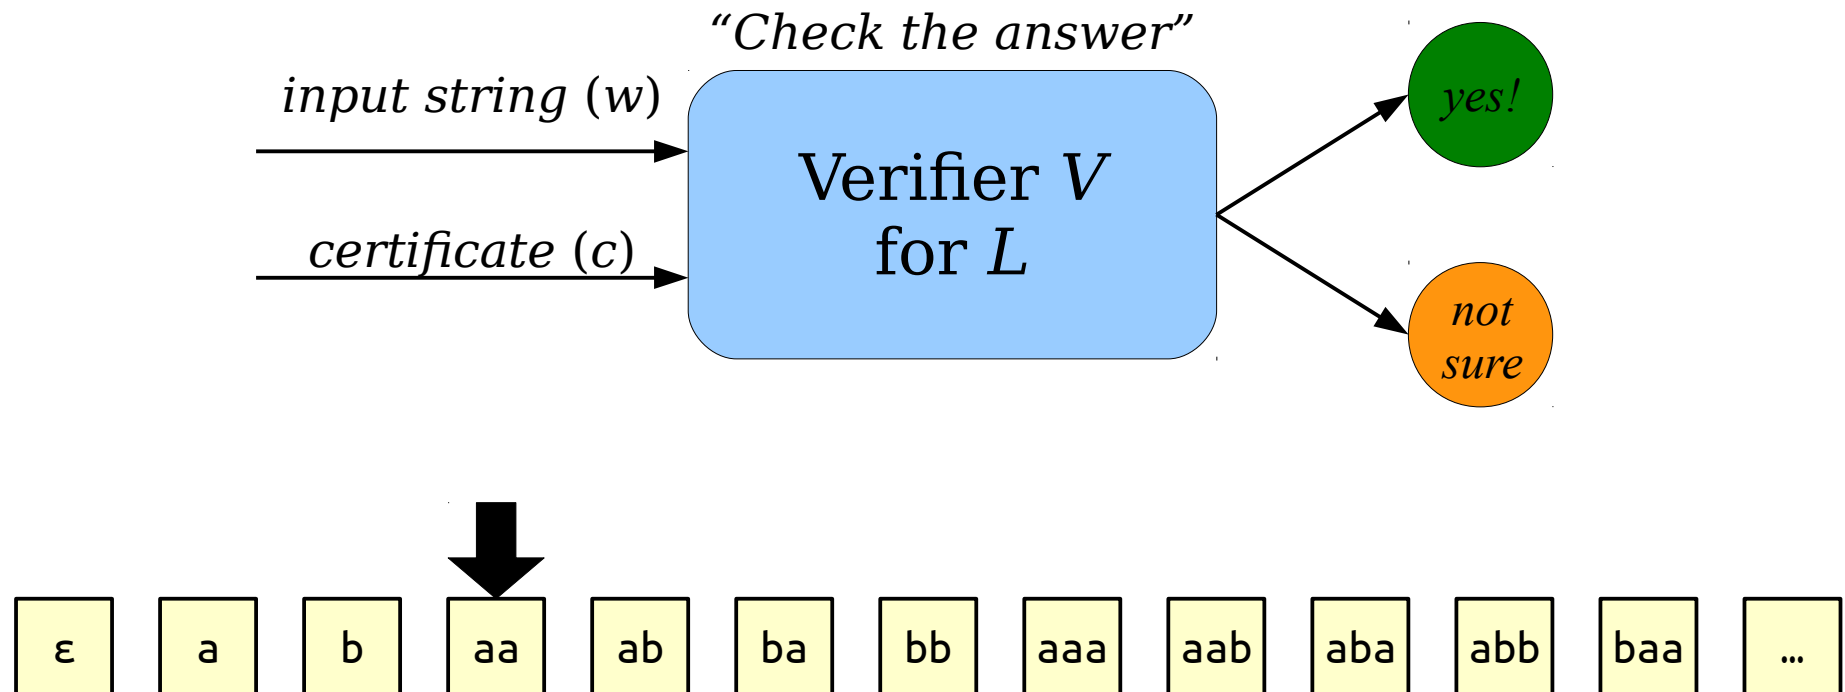 “Check the answer”
input string (w)
certificate (c)
Verifier V
for L
yes!
not
sure
ε a b aa ab ba bb aaa aab aba abb baa …